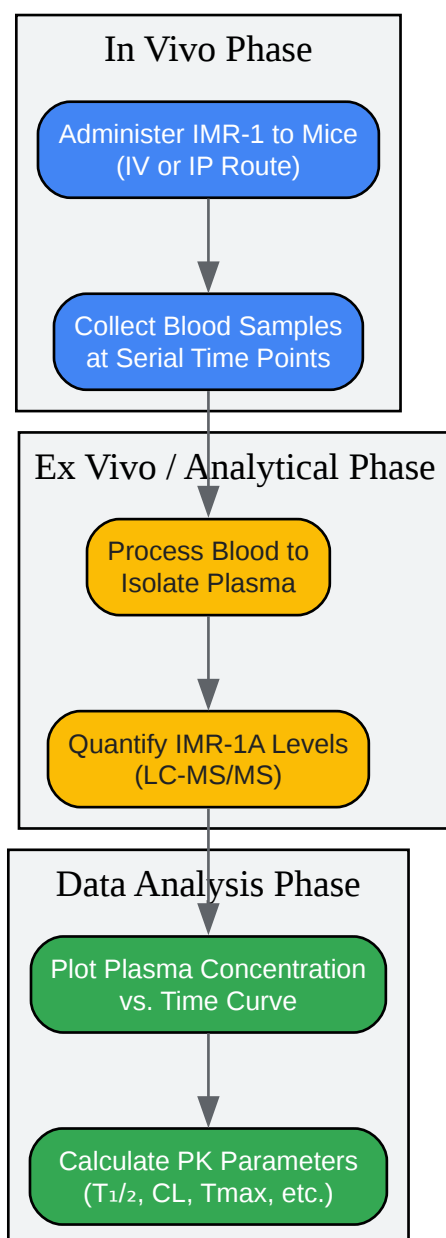 In Vivo Phase
Administer IMR-1 to Mice
(IV or IP Route)
Collect Blood Samples
at Serial Time Points
Ex Vivo / Analytical Phase
Process Blood to
Isolate Plasma
Quantify IMR-1A Levels
(LC-MS/MS)
Data Analysis Phase
Plot Plasma Concentration
vs. Time Curve
Calculate PK Parameters
(T₁/₂, CL, Tmax, etc.)